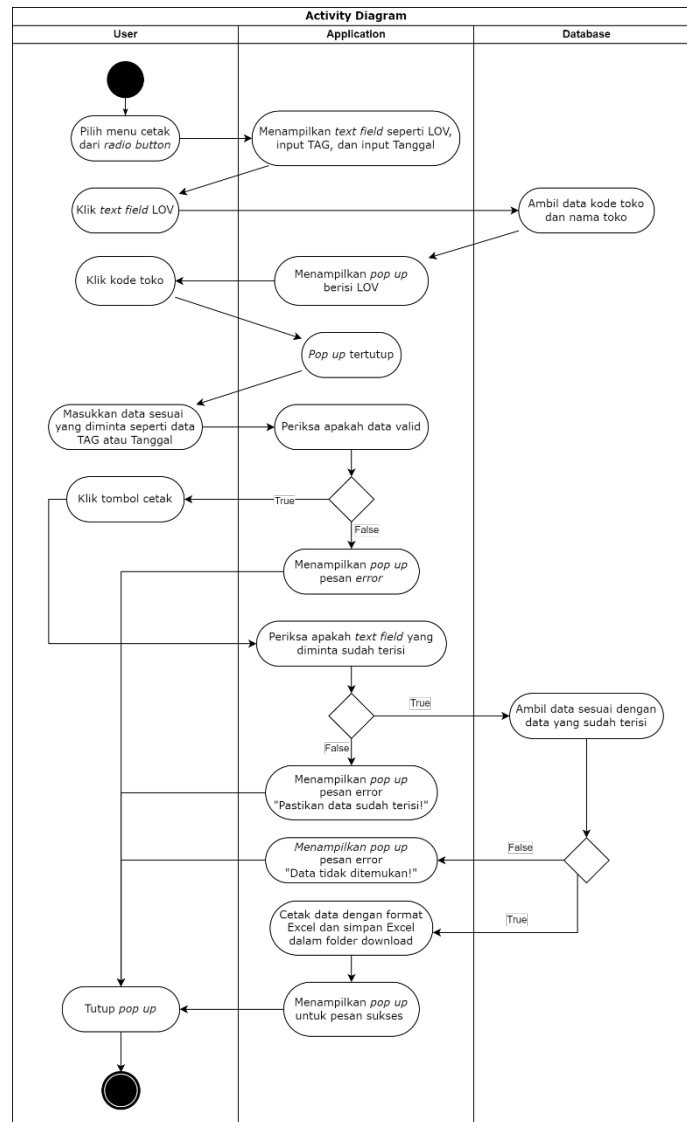 Activity Diagram
User
Application
Database
Pilih menu cetak
dari radio button
Menampilkan text field seperti LOV,
input TAG, dan input Tanggal
Klik text field LOV
Ambil data kode toko
dan nama toko
Klik kode toko
Menampilkan pop up
berisi LOV
Pop up tertutup
Masukkan data sesuai
yang diminta seperti data
TAG atau Tanggal
Periksa apakah data valid
Klik tombol cetak
True
False
Menampilkan pop up
pesan error
Periksa apakah text field yang
diminta sudah terisi
True
Ambil data sesuai dengan
data yang sudah terisi
False
Menampilkan pop up
pesan error
"Pastikan data sudah terisi!"
Menampilkan pop up
pesan error
"Data tidak ditemukan!"
False
Cetak data dengan format
Excel dan simpan Excel
dalam folder download
True
Tutup pop up
Menampilkan pop up
untuk pesan sukses